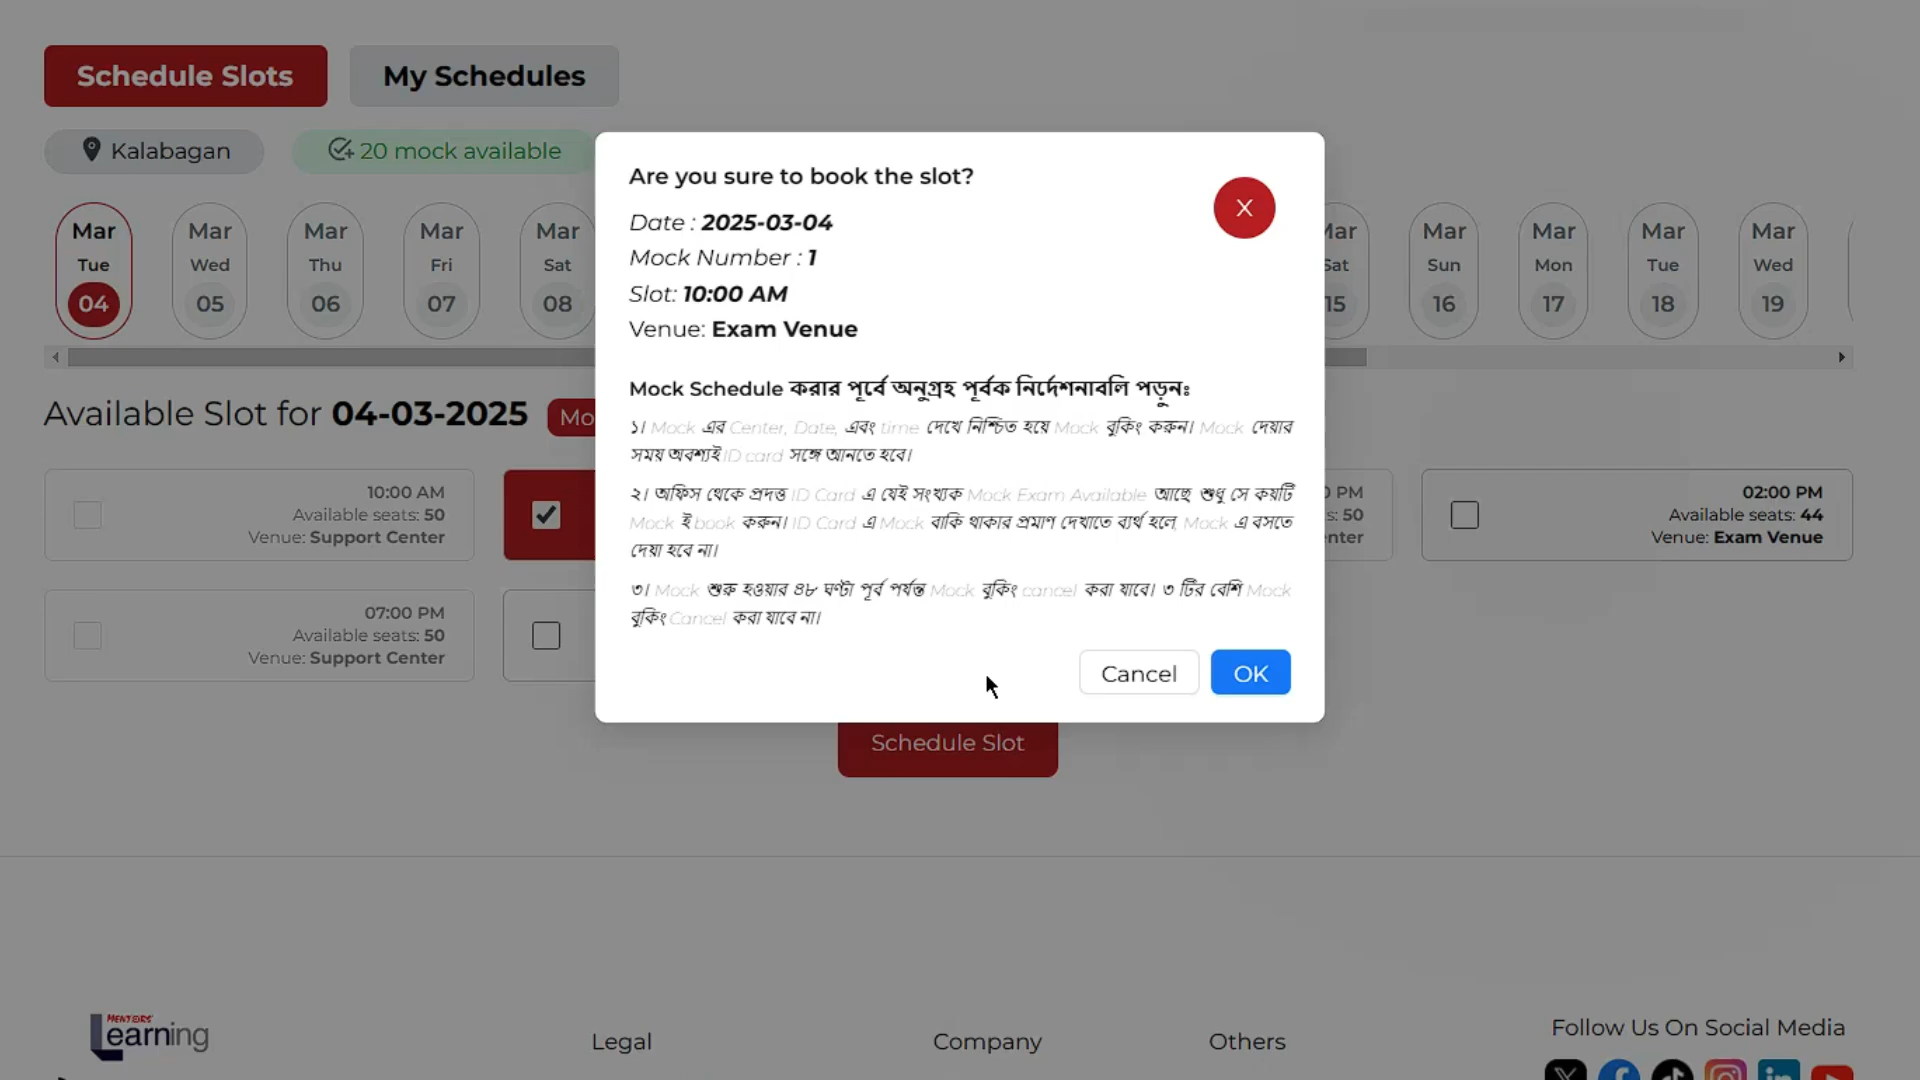 Schedule Slots
My Schedules
Kalabagan
20 mock available
Mar
Tue
04
Mar
Wed
05
Mar
Thu
06
Mar
Fri
07
Mar
Sat
08
Mar
Sat
15
Mar
Sun
16
Mar
Mon
17
Mar
Tue
18
Mar
Wed
19
Available Slot for 04-03-2025
Mo
10:00 AM
Available seats: 50
Venue: Support Center
PM
s: 50
nter
02:00 PM
Available seats: 44
Venue: Exam Venue
07:00 PM
Available seats: 50
Venue: Support Center
Are you sure to book the slot?
X
Date : 2025-03-04
Mock Number : 1
Slot: 10:00 AM
Venue: Exam Venue
Mock Schedule করার পূর্বে অনুগ্রহ পূর্বক নির্দেশনাবলি পড়ুনঃ
১। Mock এর Center, Date, এবং time দেখে নিশ্চিত হয়ে Mock বুকিং করুন। Mock দেয়ার
সময় অবশ্যই ID card সঙ্গে আনতে হবে।
২। অফিস থেকে প্রদত্ত ID Card এ যেই সংখ্যক Mock Exam Available আছে শুধু সে কয়টি
Mock ই book করুন। ID Card এ Mock বাকি থাকার প্রমাণ দেখাতে ব্যর্থ হলে, Mock এ বসতে
দেয়া হবে না।
৩। Mock শুরু হওয়ার ৪৮ ঘণ্টা পূর্ব পর্যন্ত Mock বুকিং cancel করা যাবে। ৩ টির বেশি Mock
বুকিং Cancel করা যাবে না।
Cancel
OK
Schedule Slot
MENTORS'
Learning
Legal
Company
Others
Follow Us On Social Media